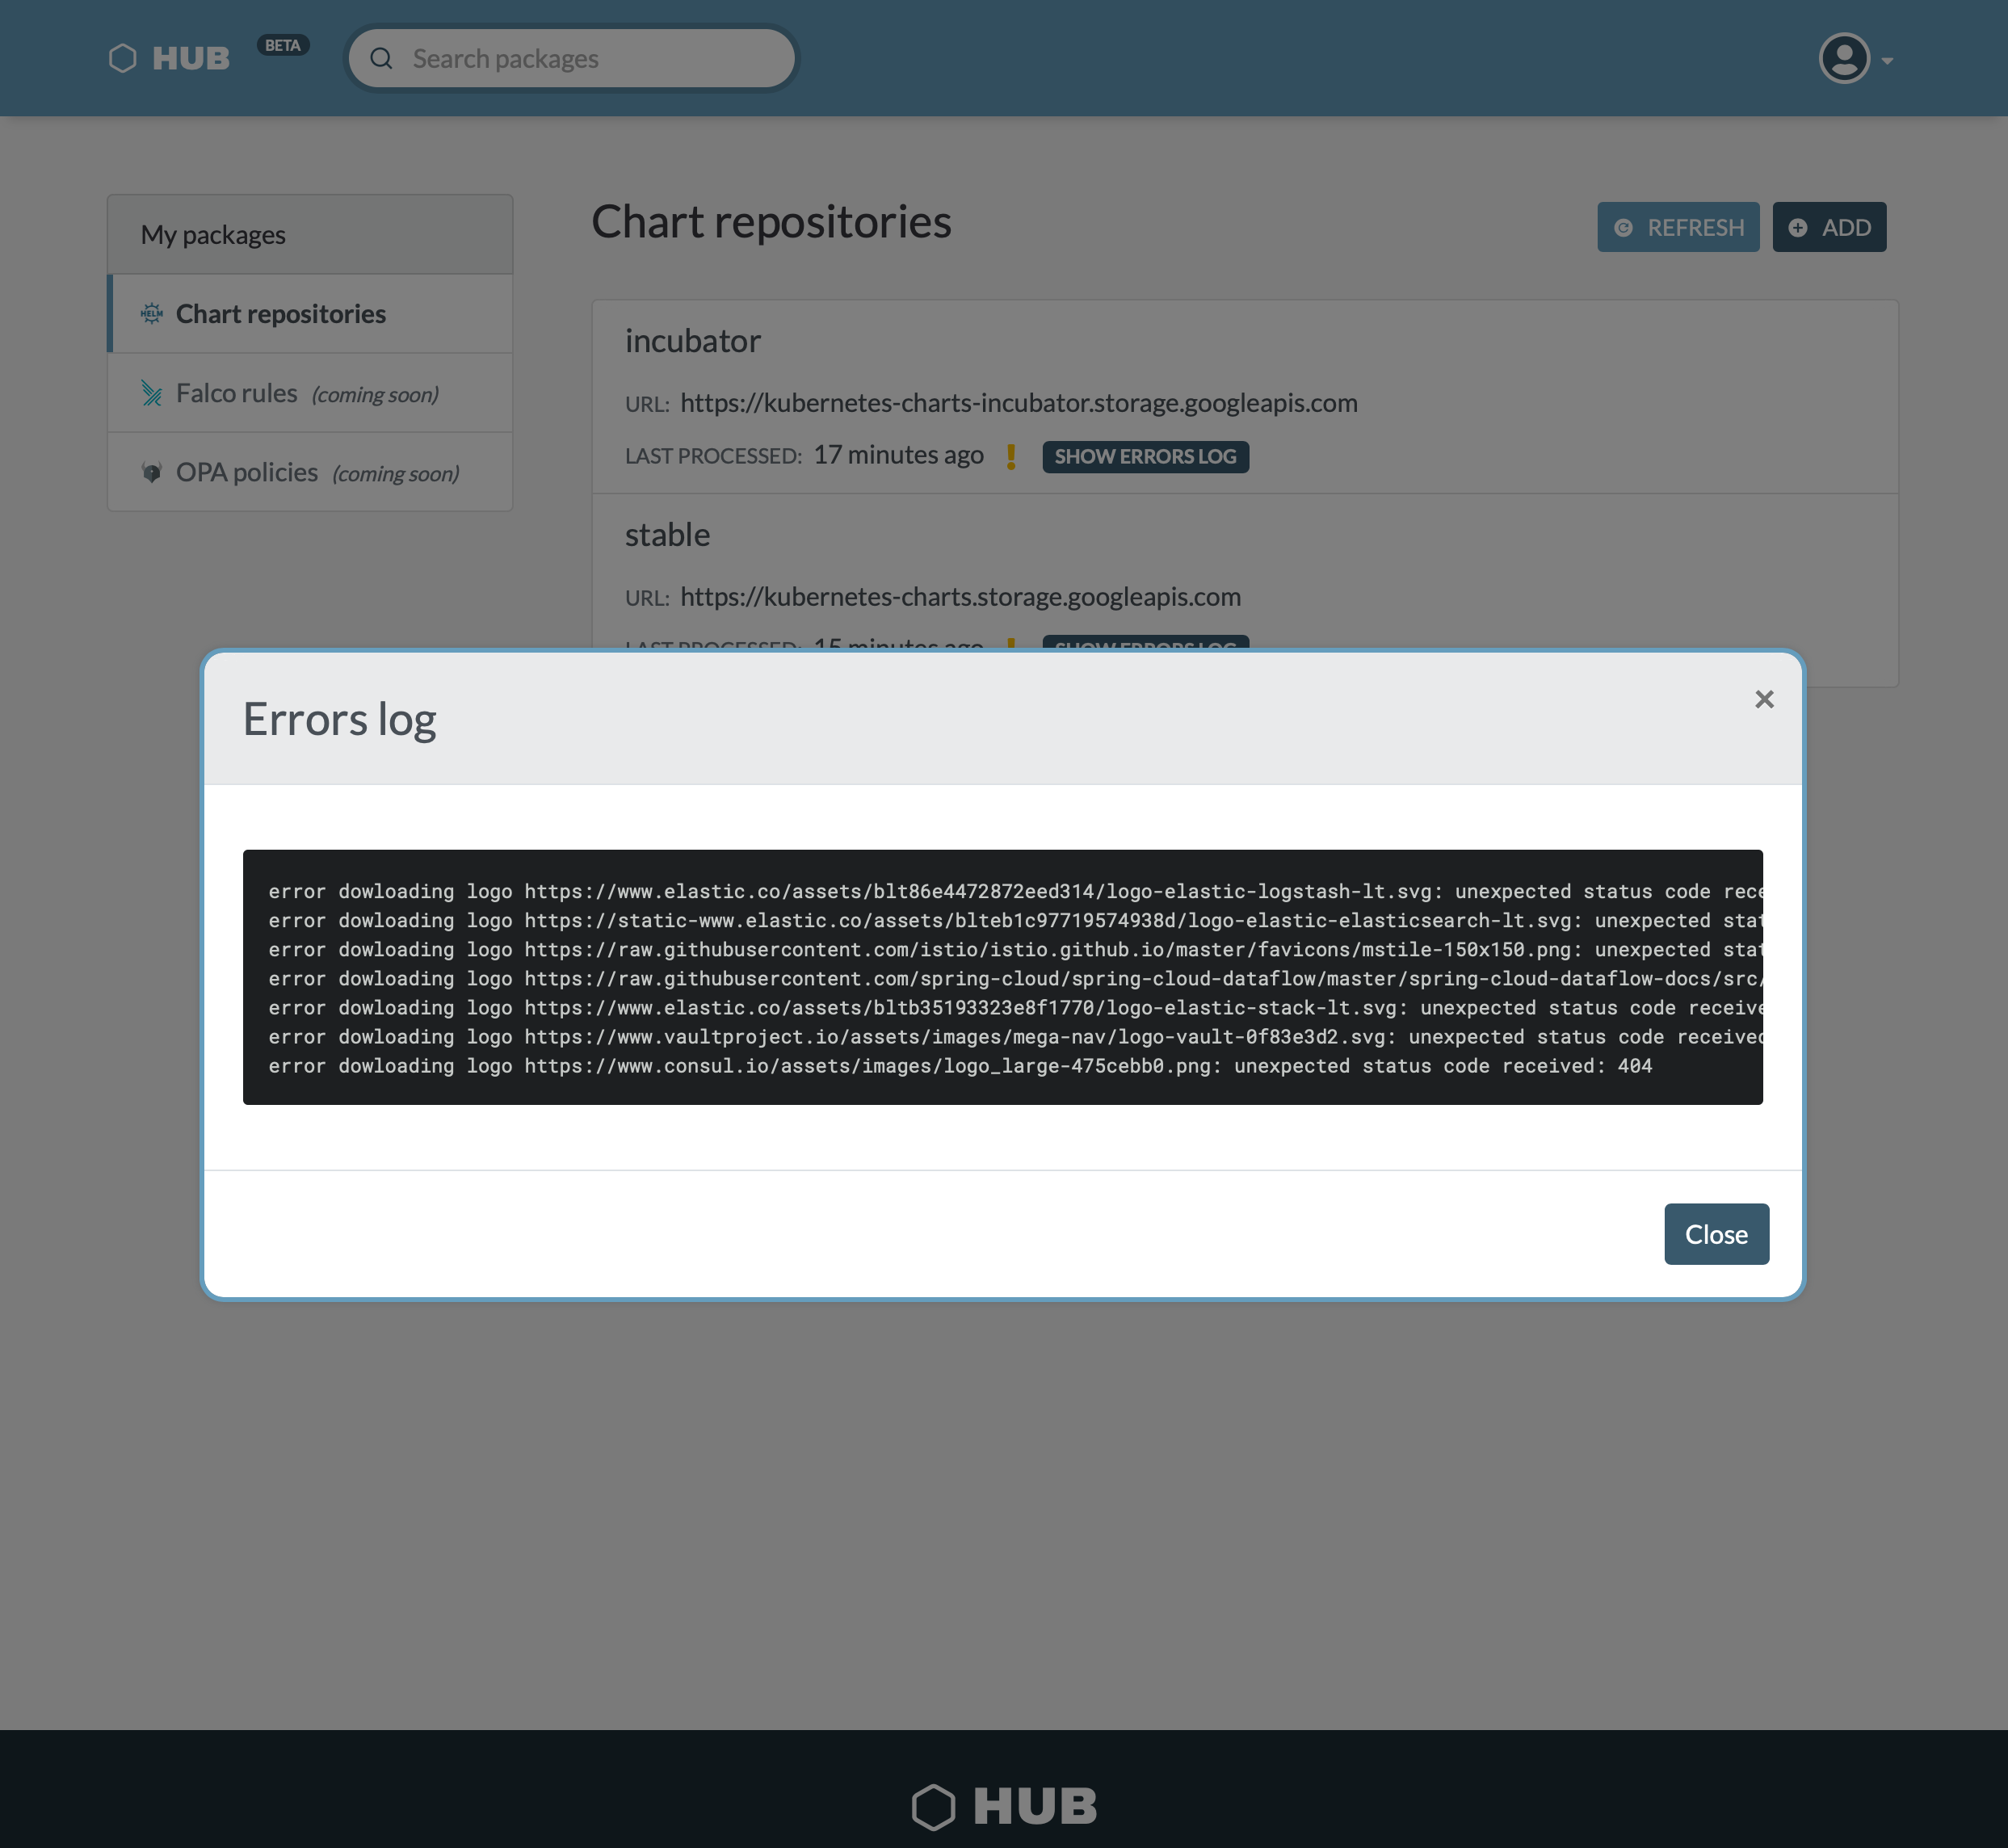 HUB BETA
Search packages
My packages
Chart repositories
Falco rules (coming soon)
OPA policies (coming soon)
Chart repositories
REFRESH
ADD
incubator
URL: https://kubernetes-charts-incubator.storage.googleapis.com
LAST PROCESSED: 17 minutes ago ! SHOW ERRORS LOG
stable
URL: https://kubernetes-charts.storage.googleapis.com
LAST PROCESSED: 15 minutes ago ! SHOW ERRORS LOG
Errors log
×
error dowloading logo https://www.elastic.co/assets/blt86e4472872eed314/logo-elastic-logstash-lt.svg: unexpected status code rece
error dowloading logo https://static-www.elastic.co/assets/blteb1c97719574938d/logo-elastic-elasticsearch-lt.svg: unexpected stat
error dowloading logo https://raw.githubusercontent.com/istio/istio.github.io/master/favicons/mstile-150x150.png: unexpected stat
error dowloading logo https://raw.githubusercontent.com/spring-cloud/spring-cloud-dataflow/master/spring-cloud-dataflow-docs/src/
error dowloading logo https://www.elastic.co/assets/bltb35193323e8f1770/logo-elastic-stack-lt.svg: unexpected status code receive
error dowloading logo https://www.vaultproject.io/assets/images/mega-nav/logo-vault-0f83e3d2.svg: unexpected status code received
error dowloading logo https://www.consul.io/assets/images/logo_large-475cebb0.png: unexpected status code received: 404
Close
HUB